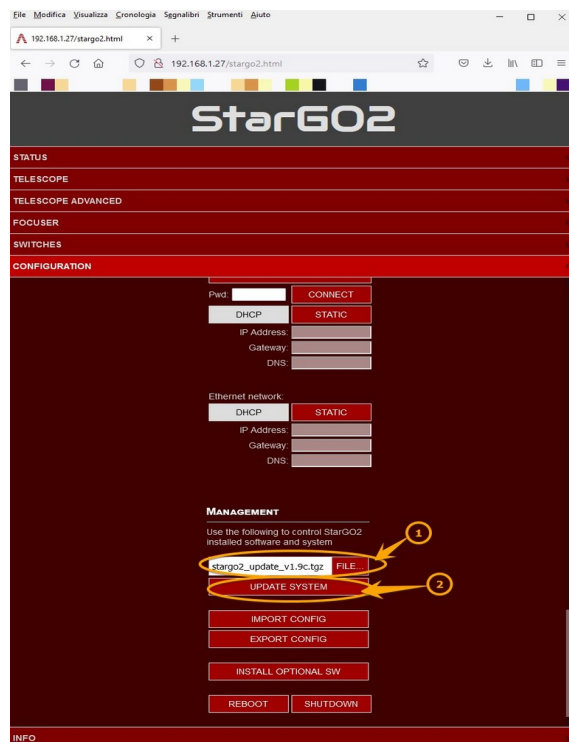 File Modifica Visualizza Cronologia Segnalibri Strumenti Aiuto
192.168.1.27/stargo2.html
192.168.1.27/stargo2.html
StarGO2
STATUS
TELESCOPE
TELESCOPE ADVANCED
FOCUSER
SWITCHES
CONFIGURATION
Pwd: CONNECT
DHCP STATIC
IP Address:
Gateway:
DNS:
Ethernet network:
DHCP STATIC
IP Address:
Gateway:
DNS:
MANAGEMENT
Use the following to control StarGO2
installed software and system
1
stargo2_update_v1.9c.tgz FILE...
UPDATE SYSTEM
2
IMPORT CONFIG
EXPORT CONFIG
INSTALL OPTIONAL SW
REBOOT SHUTDOWN
INFO